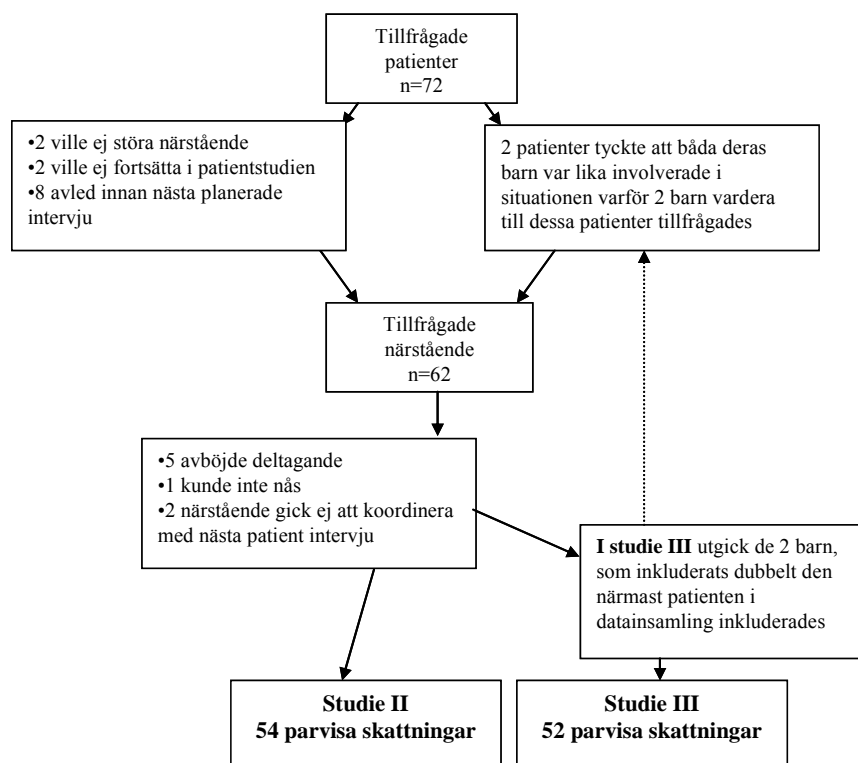 Tillfrågade
patienter
n=72
•2 ville ej störa närstående
•2 ville ej fortsätta i patientstudien
•8 avled innan nästa planerade
intervju
2 patienter tyckte att båda deras
barn var lika involverade i
situationen varför 2 barn vardera
till dessa patienter tillfrågades
Tillfrågade
närstående
n=62
•5 avböjde deltagande
•1 kunde inte nås
•2 närstående gick ej att koordinera
med nästa patient intervju
I studie III utgick de 2 barn,
som inkluderats dubbelt den
närmast patienten i
datainsamling inkluderades
Studie II
54 parvisa skattningar
Studie III
52 parvisa skattningar